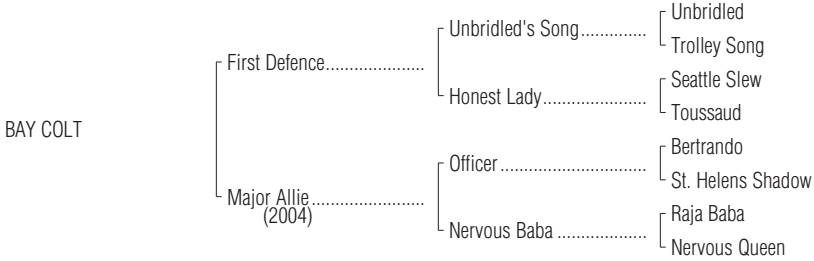 Unbridled
Unbridled's Song..............
Trolley Song
First Defence.....................
Seattle Slew
Honest Lady......................
Toussaud
BAY COLT
Bertrando
Officer ...............................
St. Helens Shadow
Major Allie........................
(2004)
Raja Baba
Nervous Baba ...................
Nervous Queen